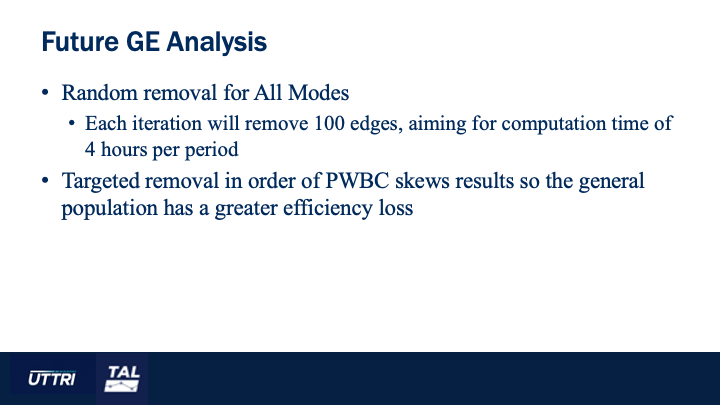 Future GE Analysis
• Random removal for All Modes
• Each iteration will remove 100 edges, aiming for computation time of
4 hours per period
• Targeted removal in order of PWBC skews results so the general
population has a greater efficiency loss
UTTRI
TAL